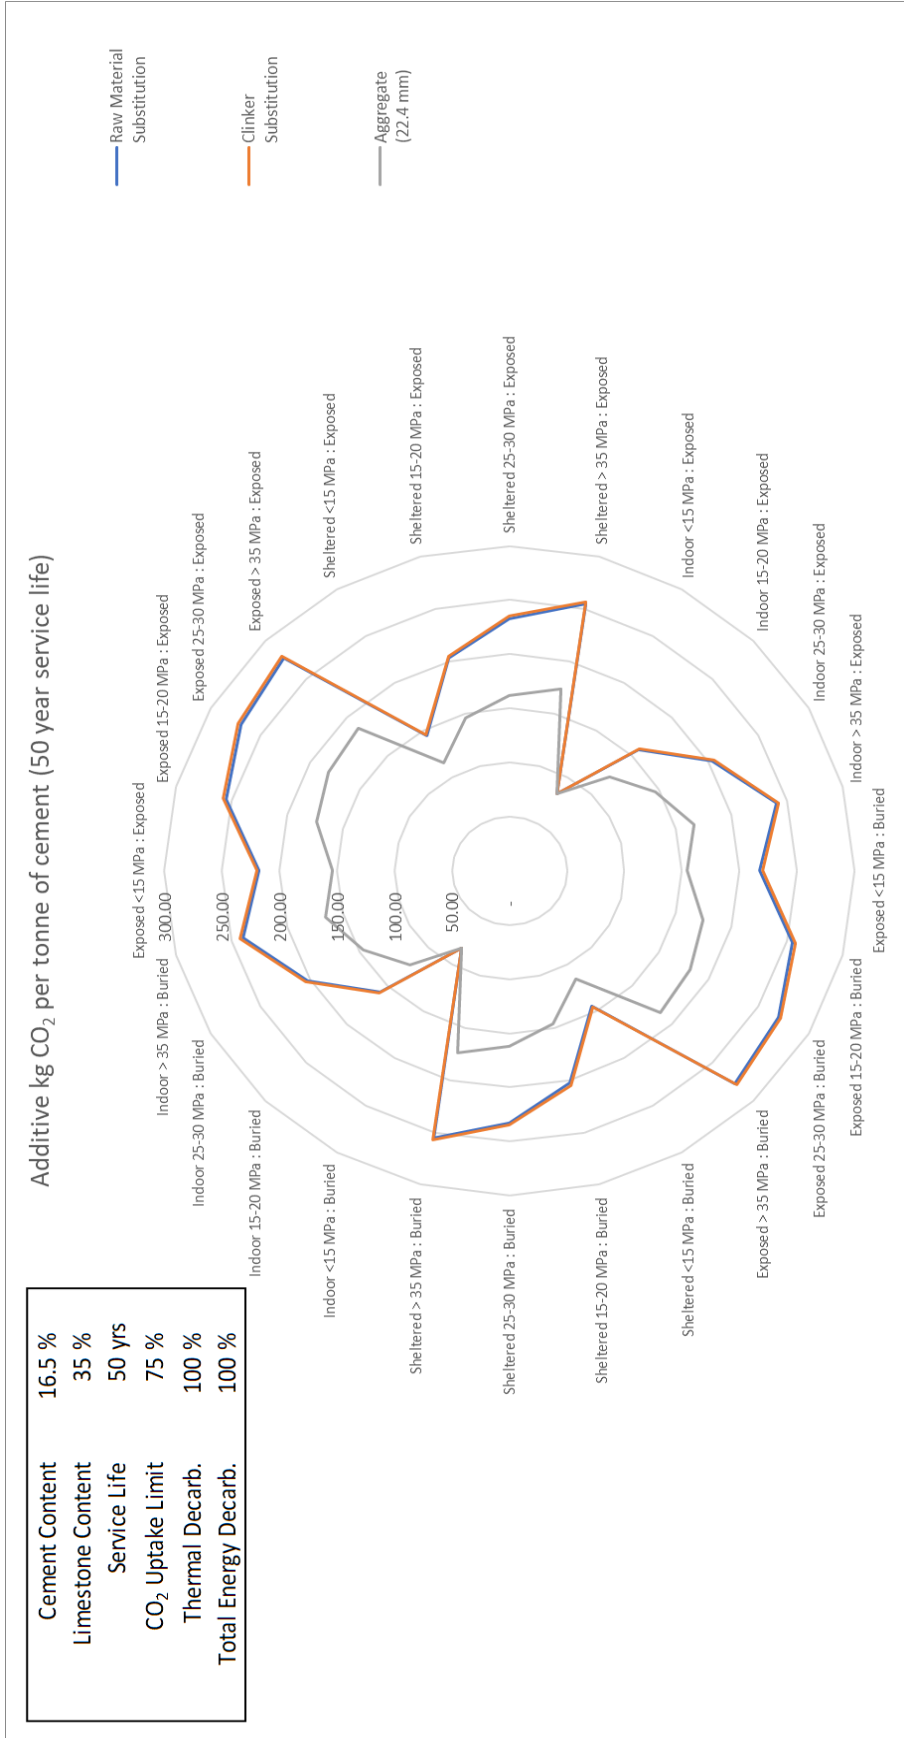 Additive kg CO₂ per tonne of cement (50 year service life)
Cement Content 16.5 %
Limestone Content 35 %
Service Life 50 yrs
CO₂ Uptake Limit 75 %
Thermal Decarb. 100 %
Total Energy Decarb. 100 %
Exposed <15 MPa : Exposed
Exposed 15-20 MPa : Exposed
Exposed 25-30 MPa : Exposed
Exposed > 35 MPa : Exposed
Sheltered <15 MPa : Exposed
Sheltered 15-20 MPa : Exposed
Sheltered 25-30 MPa : Exposed
Sheltered > 35 MPa : Exposed
Indoor <15 MPa : Exposed
Indoor 15-20 MPa : Exposed
Indoor 25-30 MPa : Exposed
Indoor > 35 MPa : Exposed
Exposed <15 MPa : Buried
Exposed 15-20 MPa : Buried
Exposed 25-30 MPa : Buried
Exposed > 35 MPa : Buried
Sheltered <15 MPa : Buried
Sheltered 15-20 MPa : Buried
Sheltered 25-30 MPa : Buried
Sheltered > 35 MPa : Buried
Indoor <15 MPa : Buried
Indoor 15-20 MPa : Buried
Indoor 25-30 MPa : Buried
Indoor > 35 MPa : Buried
300.00
250.00
200.00
150.00
100.00
50.00
-
Raw Material
Substitution
Clinker
Substitution
Aggregate
(22.4 mm)